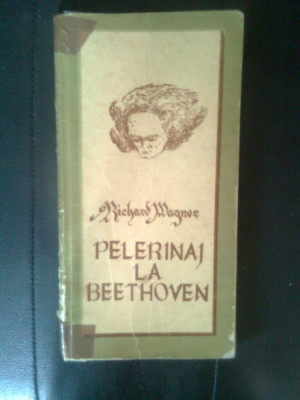 Richard Wagner
PELERINAJ
LA
BEETHOVEN